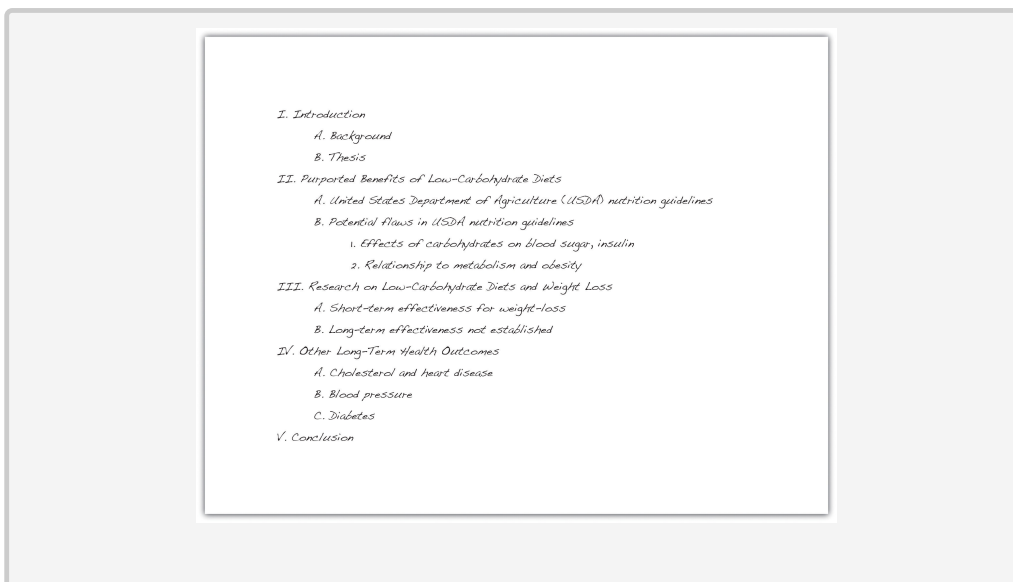 I. Introduction
A. Background
B. Thesis
II. Purported Benefits of Low-Carbohydrate Diets
A. United States Department of Agriculture (USDA) nutrition guidelines
B. Potential flaws in USDA nutrition guidelines
1. Effects of carbohydrates on blood sugar, insulin
2. Relationship to metabolism and obesity
III. Research on Low-Carbohydrate Diets and Weight Loss
A. Short-term effectiveness for weight-loss
B. Long-term effectiveness not established
IV. Other Long-Term Health Outcomes
A. Cholesterol and heart disease
B. Blood pressure
C. Diabetes
V. Conclusion